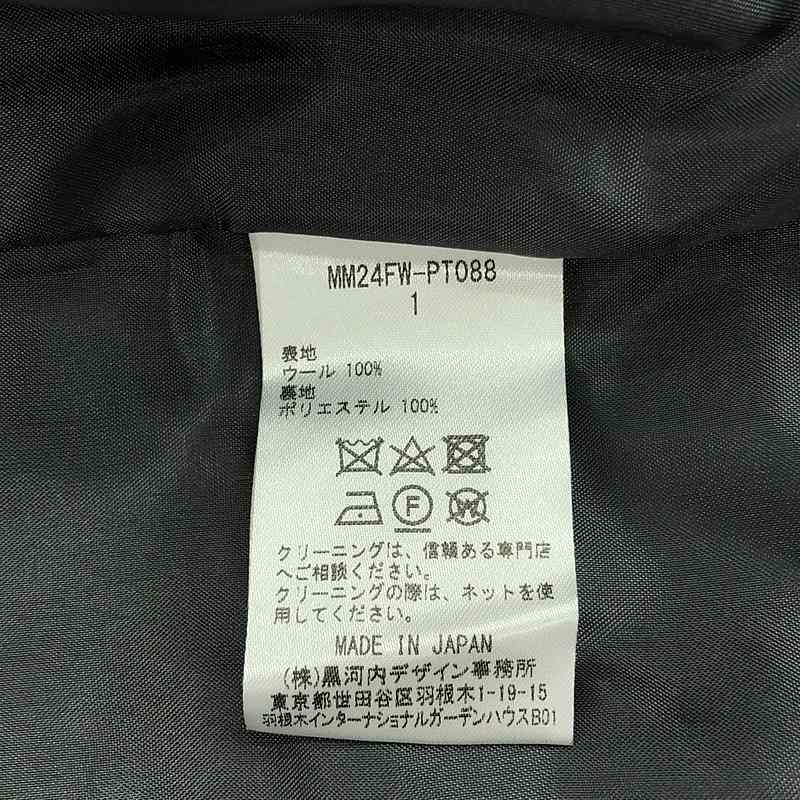 MM24FW-PT088
1
表地
ウール 100%
裏地
ポリエステル 100%
F
W
クリーニングは、信頼ある専門店
へご相談ください。
クリーニングの際は、ネットを使
用してください。
MADE IN JAPAN
(株)黒河内デザイン事務所
東京都世田谷区羽根木1-19-15
羽根木インターナショナルガーデンハウスB01